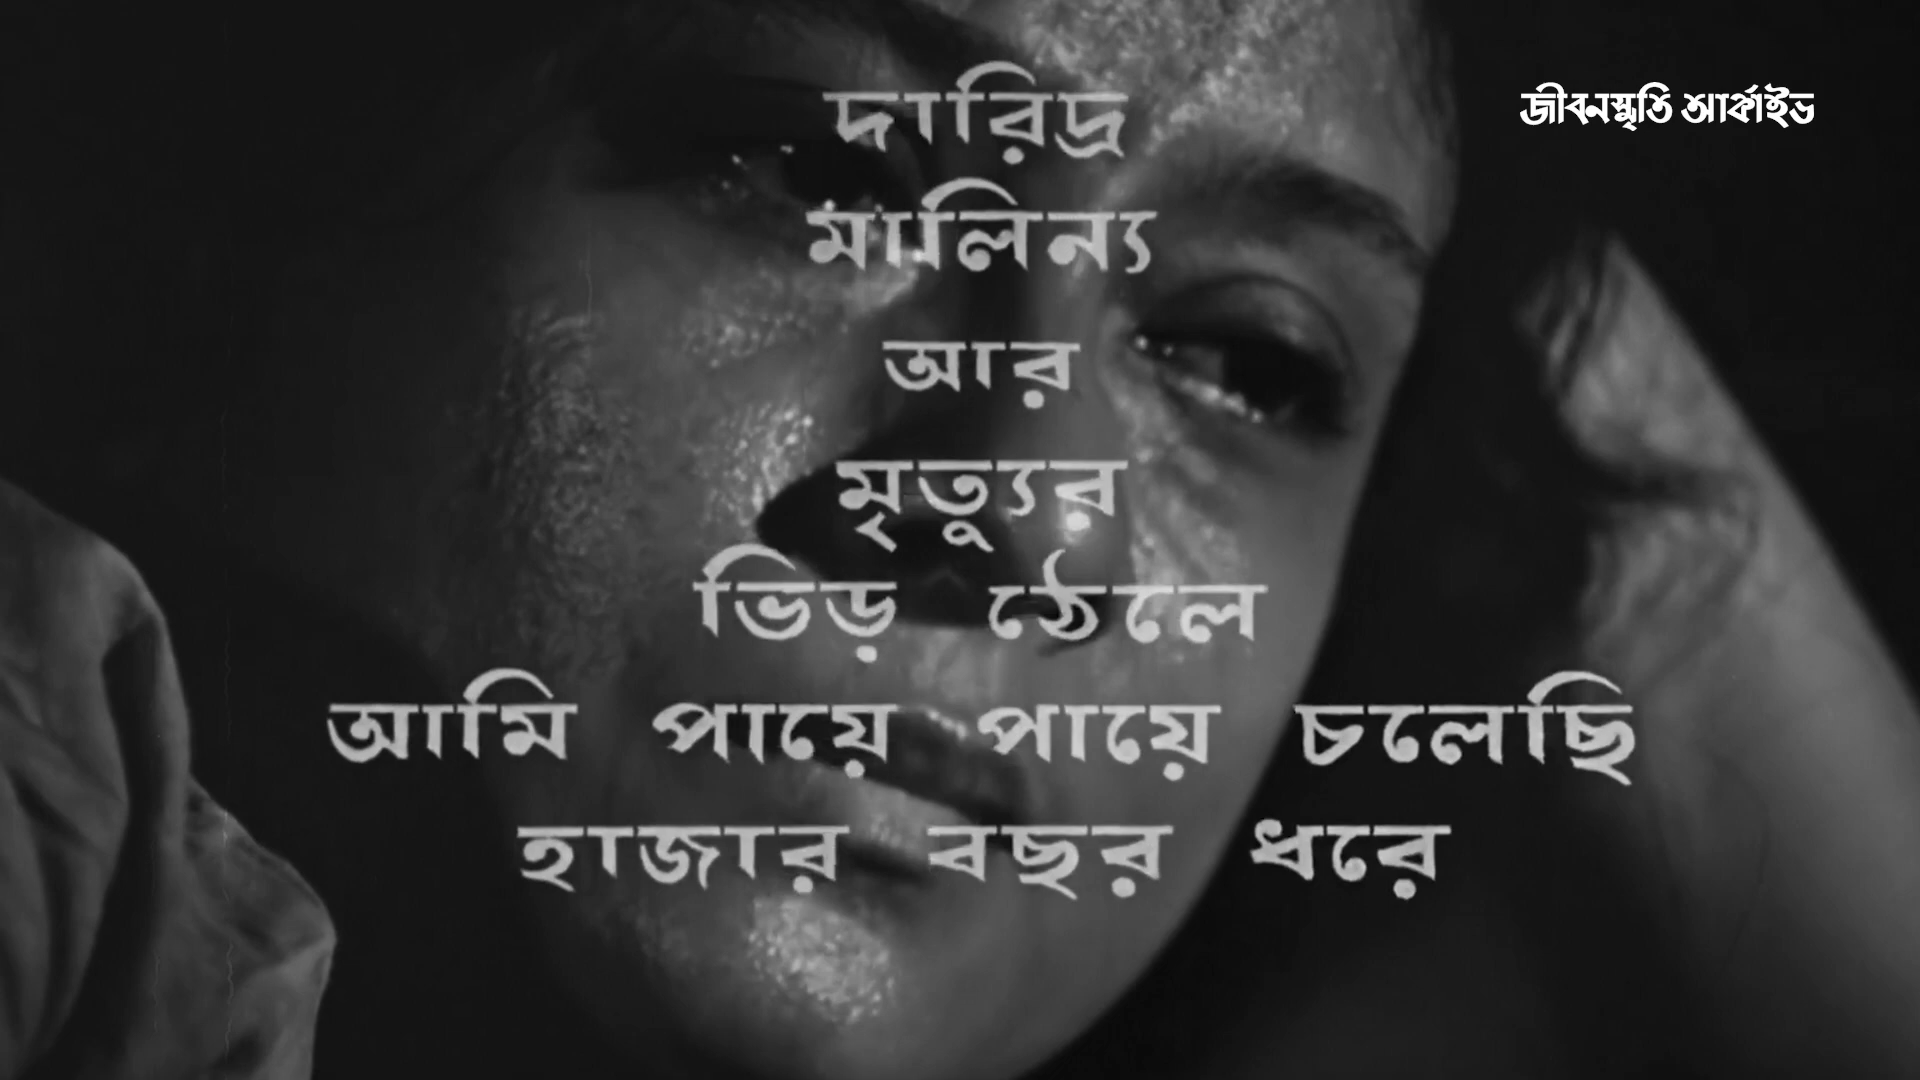 দারিদ্র
মালিন্য
আর
মৃত্যুর
ভিড় ঠেলে
আমি পায়ে পায়ে চলেছি
হাজার বছর ধরে
জীবনস্মৃতি আর্কাইভ